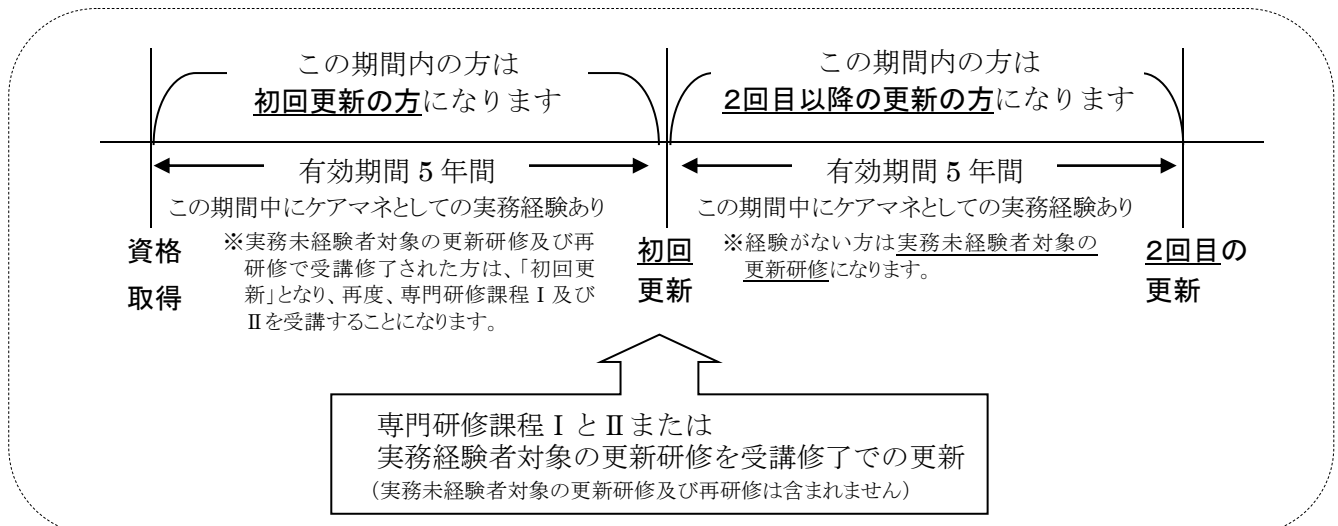 この期間内の方は
初回更新の方になります
この期間内の方は
2回目以降の更新の方になります
有効期間 5 年間
有効期間 5 年間
この期間中にケアマネとしての実務経験あり
この期間中にケアマネとしての実務経験あり
資格
取得
※実務未経験者対象の更新研修及び再
研修で受講修了された方は、「初回更
新」となり、再度、専門研修課程Ⅰ及び
Ⅱを受講することになります。
初回
更新
※経験がない方は実務未経験者対象の
更新研修になります。
2回目の
更新
専門研修課程ⅠとⅡまたは
実務経験者対象の更新研修を受講修了での更新
（実務未経験者対象の更新研修及び再研修は含まれません）